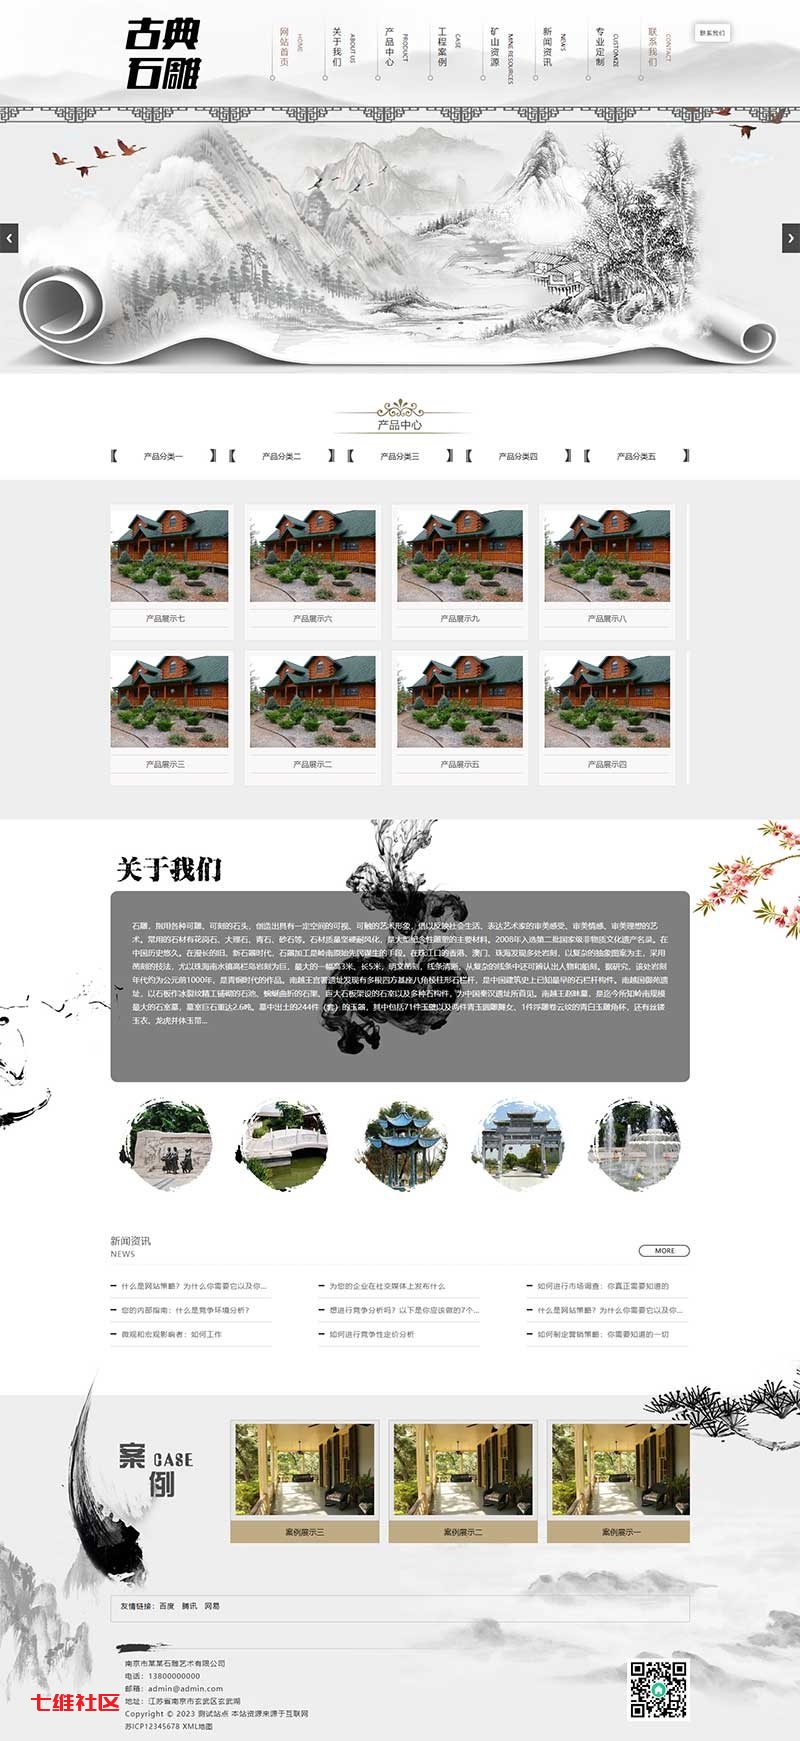 古典
石雕
网站首页 HOME
关于我们 ABOUT US
产品中心 PRODUCT
工程案例 CASE
矿山资源 MINE RESOURCES
新闻资讯 NEWS
专业定制 CUSTOMIZE
联系我们 CONTACT
联系我们
产品中心
产品分类一 产品分类二 产品分类三 产品分类四 产品分类五
产品展示七 产品展示六 产品展示九 产品展示八
产品展示三 产品展示二 产品展示五 产品展示四
关于我们
石雕，指用各种可雕、可刻的石头，创造出具有一定空间的可视、可触的艺术形象，借以反映社会生活、表达艺术家的审美感受、审美情感、审美理想的艺
术。常用的石材有花岗石、大理石、青石、砂石等。石材质量坚硬耐风化，是大型纪念性雕塑的主要材料。2008年入选第二批国家级非物质文化遗产名录。在
中国历史悠久。在漫长的旧、新石器时代，石器加工是岭南原始先民谋生的手段。在珠江口的香港、澳门、珠海发现多处岩刻，以复杂的抽象图案为主，采用
凿刻的技法，尤以珠海南水镇高栏岛岩刻为巨，最大的一幅高3米、长5米，阴文凿刻，线条清晰，从复杂的线条中还可辨认出人物和船刻。据研究，该处岩刻
年代约为公元前1000年，是青铜时代的作品。南越王宫署遗址发现有多根四方基座八角棱柱形石栏杆，是中国建筑史上已知最早的石栏杆构件。南越国御苑遗
址，以石板作冰裂纹精工铺砌的石池、蜿蜒曲折的石渠、巨大石板架设的石室以及多种石构件，为中国秦汉遗址所首见。南越王赵眜墓，是迄今所知岭南规模
最大的石室墓，墓室巨石重达2.6吨。墓中出土的244件（套）的玉器，其中包括71件玉璧以及两件青玉圆雕舞女、1件浮雕卷云纹的青白玉雕角杯，还有丝缕
玉衣、龙虎并体玉带...
新闻资讯
NEWS
MORE
什么是网站策略？为什么你需要它以及你... 为您的企业在社交媒体上发布什么 如何进行市场调查：你真正需要知道的
您的内部指南：什么是竞争环境分析？ 想进行竞争分析吗？以下是你应该做的7个... 什么是网站策略？为什么你需要它以及你...
微观和宏观影响者：如何工作 如何进行竞争性定价分析 如何制定营销策略：你需要知道的一切
案例 CASE
案例展示三 案例展示二 案例展示一
友情链接： 百度 腾讯 网易
南京市某某石雕艺术有限公司
电话：13800000000
邮箱：admin@admin.com
地址：江苏省南京市玄武区玄武湖
Copyright © 2023 测试站点 本站资源来源于互联网
苏ICP12345678 XML地图
七维社区